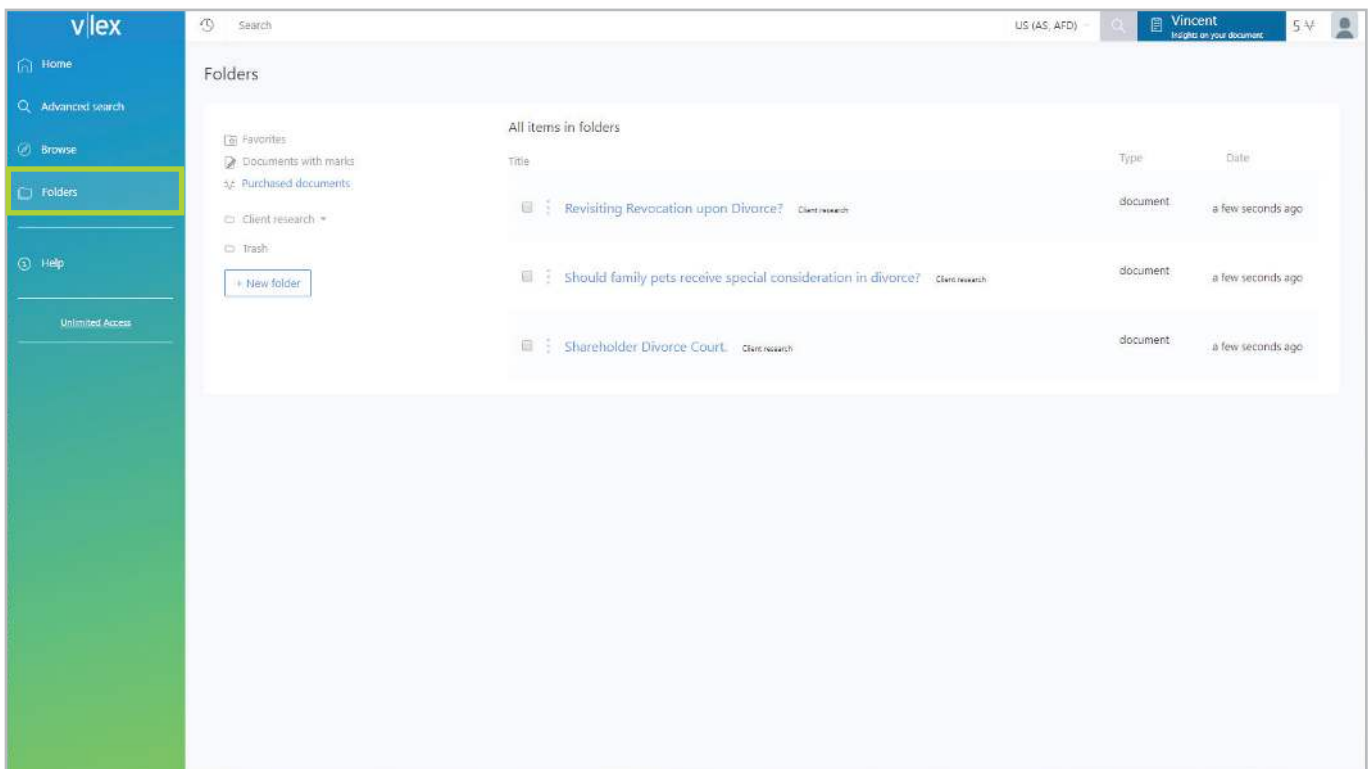 v|lex
Home
Advanced search
Browse
Folders
Help
Unlimited Access
Search
US (AS, AFD)
Vincent
Insights on your document
5
Folders
Favorites
Documents with marks
Purchased documents
Client research
Trash
+ New folder
All items in folders
Title Type Date
Revisiting Revocation upon Divorce? Client research document a few seconds ago
Should family pets receive special consideration in divorce? Client research document a few seconds ago
Shareholder Divorce Court. Client research document a few seconds ago